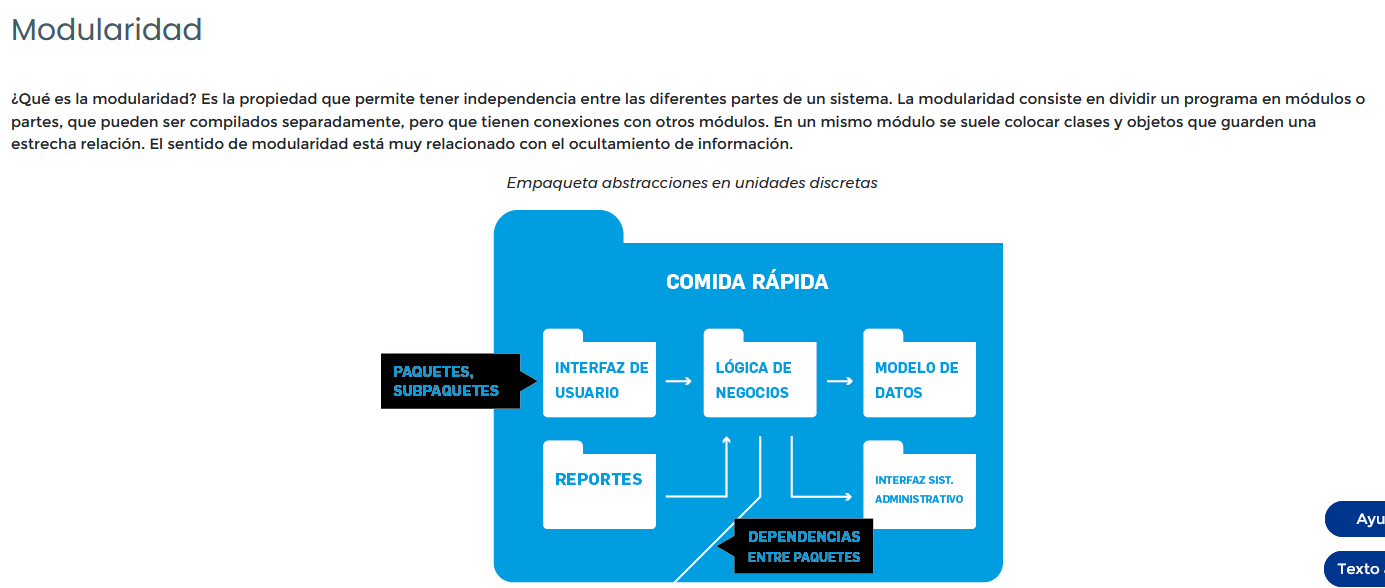 Modularidad
¿Qué es la modularidad? Es la propiedad que permite tener independencia entre las diferentes partes de un sistema. La modularidad consiste en dividir un programa en módulos o
partes, que pueden ser compilados separadamente, pero que tienen conexiones con otros módulos. En un mismo módulo se suele colocar clases y objetos que guarden una
estrecha relación. El sentido de modularidad está muy relacionado con el ocultamiento de información.
Empaqueta abstracciones en unidades discretas
COMIDA RÁPIDA
PAQUETES,
SUBPAQUETES
INTERFAZ DE
USUARIO
LÓGICA DE
NEGOCIOS
MODELO DE
DATOS
REPORTES
INTERFAZ SIST.
ADMINISTRATIVO
DEPENDENCIAS
ENTRE PAQUETES
Texto